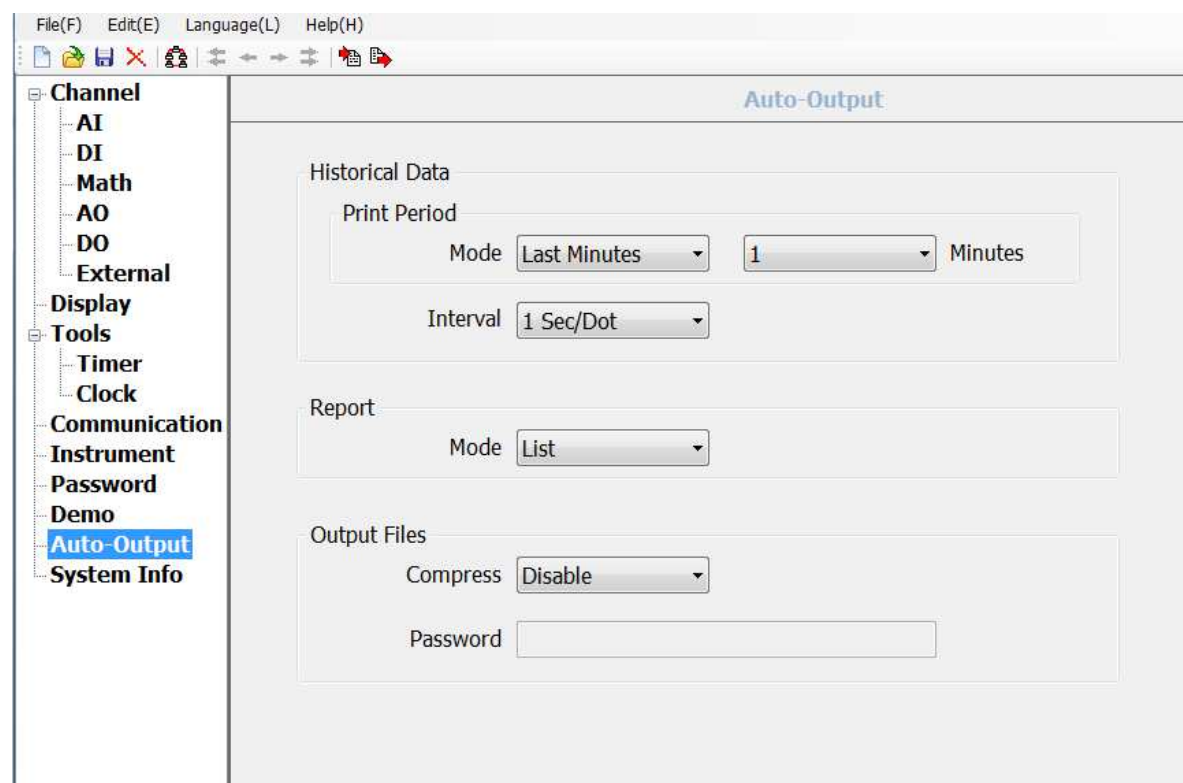 File(F) Edit(E) Language(L) Help(H)
Channel
AI
DI
Math
AO
DO
External
Display
Tools
Timer
Clock
Communication
Instrument
Password
Demo
Auto-Output
System Info
Auto-Output
Historical Data
Print Period
Mode Last Minutes 1 Minutes
Interval 1 Sec/Dot
Report
Mode List
Output Files
Compress Disable
Password